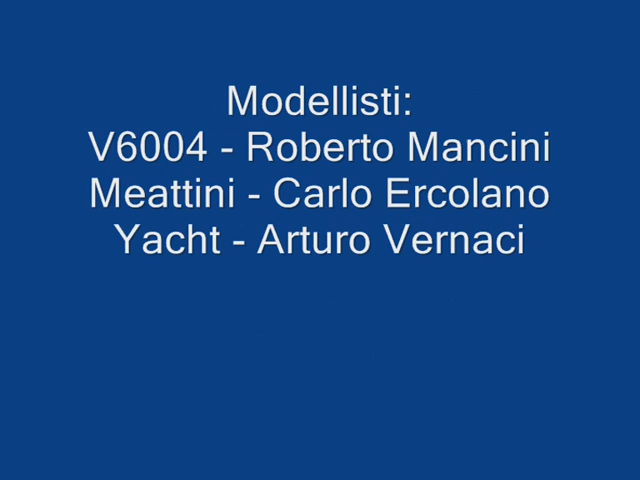 Modellisti:
V6004 - Roberto Mancini
Meattini - Carlo Ercolano
Yacht - Arturo Vernaci